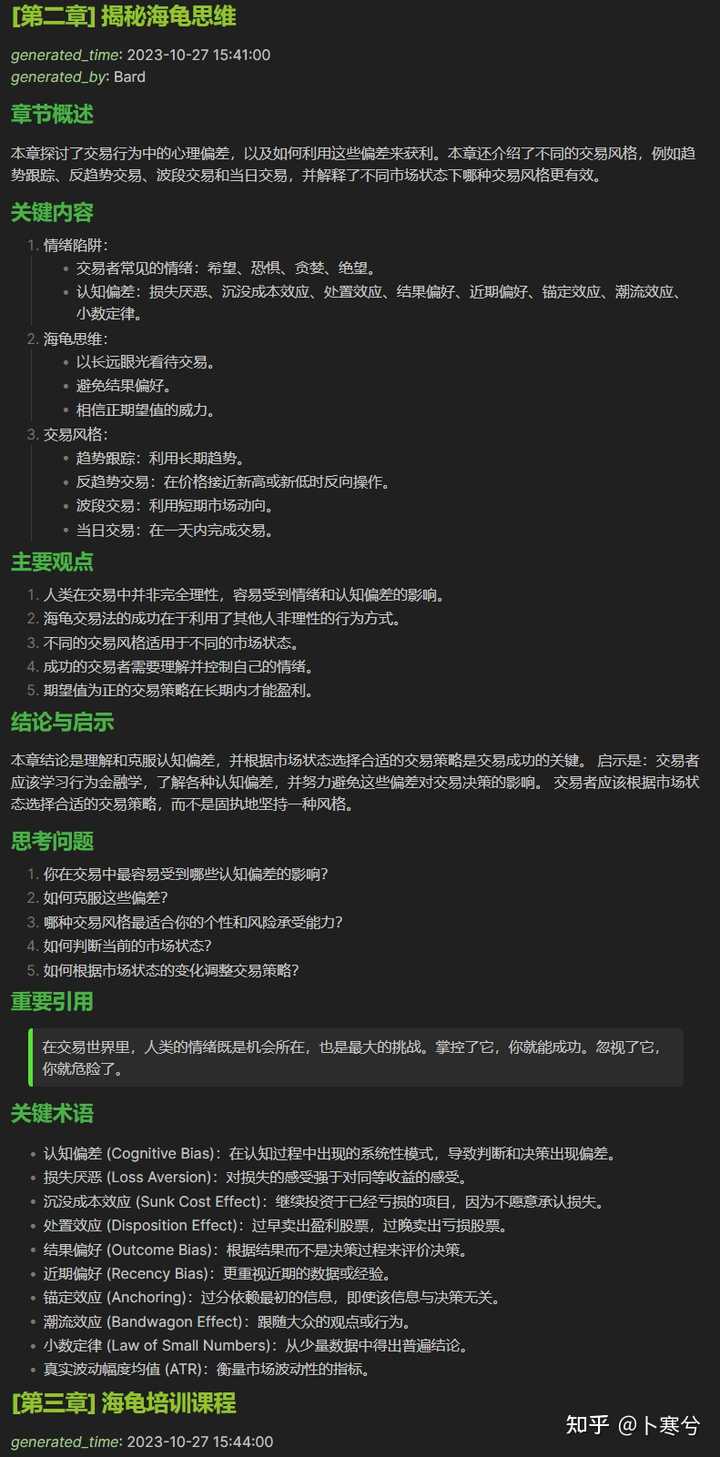 [第二章] 揭秘海龟思维
generated_time: 2023-10-27 15:41:00
generated_by: Bard
章节概述
本章探讨了交易行为中的心理偏差，以及如何利用这些偏差来获利。本章还介绍了不同的交易风格，例如趋
势跟踪、反趋势交易、波段交易和当日交易，并解释了不同市场状态下哪种交易风格更有效。
关键内容
1. 情绪陷阱：
• 交易者常见的情绪：希望、恐惧、贪婪、绝望。
• 认知偏差：损失厌恶、沉没成本效应、处置效应、结果偏好、近期偏好、锚定效应、潮流效应、
小数定律。
2. 海龟思维：
• 以长远眼光看待交易。
• 避免结果偏好。
• 相信正期望值的威力。
3. 交易风格：
• 趋势跟踪：利用长期趋势。
• 反趋势交易：在价格接近新高或新低时反向操作。
• 波段交易：利用短期市场动向。
• 当日交易：在一天内完成交易。
主要观点
1. 人类在交易中并非完全理性，容易受到情绪和认知偏差的影响。
2. 海龟交易法的成功在于利用了其他人非理性的行为方式。
3. 不同的交易风格适用于不同的市场状态。
4. 成功的交易者需要理解并控制自己的情绪。
5. 期望值为正的交易策略在长期内才能盈利。
结论与启示
本章结论是理解和克服认知偏差，并根据市场状态选择合适的交易策略是交易成功的关键。 启示是：交易者
应该学习行为金融学，了解各种认知偏差，并努力避免这些偏差对交易决策的影响。 交易者应该根据市场状
态选择合适的交易策略，而不是固执地坚持一种风格。
思考问题
1. 你在交易中最容易受到哪些认知偏差的影响？
2. 如何克服这些偏差？
3. 哪种交易风格最适合你的个性和风险承受能力？
4. 如何判断当前的市场状态？
5. 如何根据市场状态的变化调整交易策略？
重要引用
在交易世界里，人类的情绪既是机会所在，也是最大的挑战。掌控了它，你就能成功。忽视了它，
你就危险了。
关键术语
• 认知偏差 (Cognitive Bias)：在认知过程中出现的系统性模式，导致判断和决策出现偏差。
• 损失厌恶 (Loss Aversion)：对损失的感受强于对同等收益的感受。
• 沉没成本效应 (Sunk Cost Effect)：继续投资于已经亏损的项目，因为不愿意承认损失。
• 处置效应 (Disposition Effect)：过早卖出盈利股票，过晚卖出亏损股票。
• 结果偏好 (Outcome Bias)：根据结果而不是决策过程来评价决策。
• 近期偏好 (Recency Bias)：更重视近期的数据或经验。
• 锚定效应 (Anchoring)：过分依赖最初的信息，即使该信息与决策无关。
• 潮流效应 (Bandwagon Effect)：跟随大众的观点或行为。
• 小数定律 (Law of Small Numbers)：从少量数据中得出普遍结论。
• 真实波动幅度均值 (ATR)：衡量市场波动性的指标。
[第三章] 海龟培训课程
generated_time: 2023-10-27 15:44:00
知乎 @卜寒兮